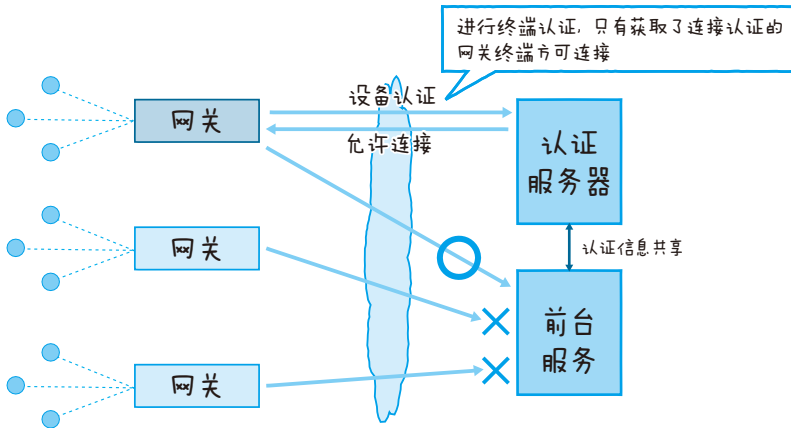 进行终端认证, 只有获取了连接认证的
网关终端方可连接
设备认证
网关
允许连接
认证
服务器
网关
认证信息共享
前台
服务
网关